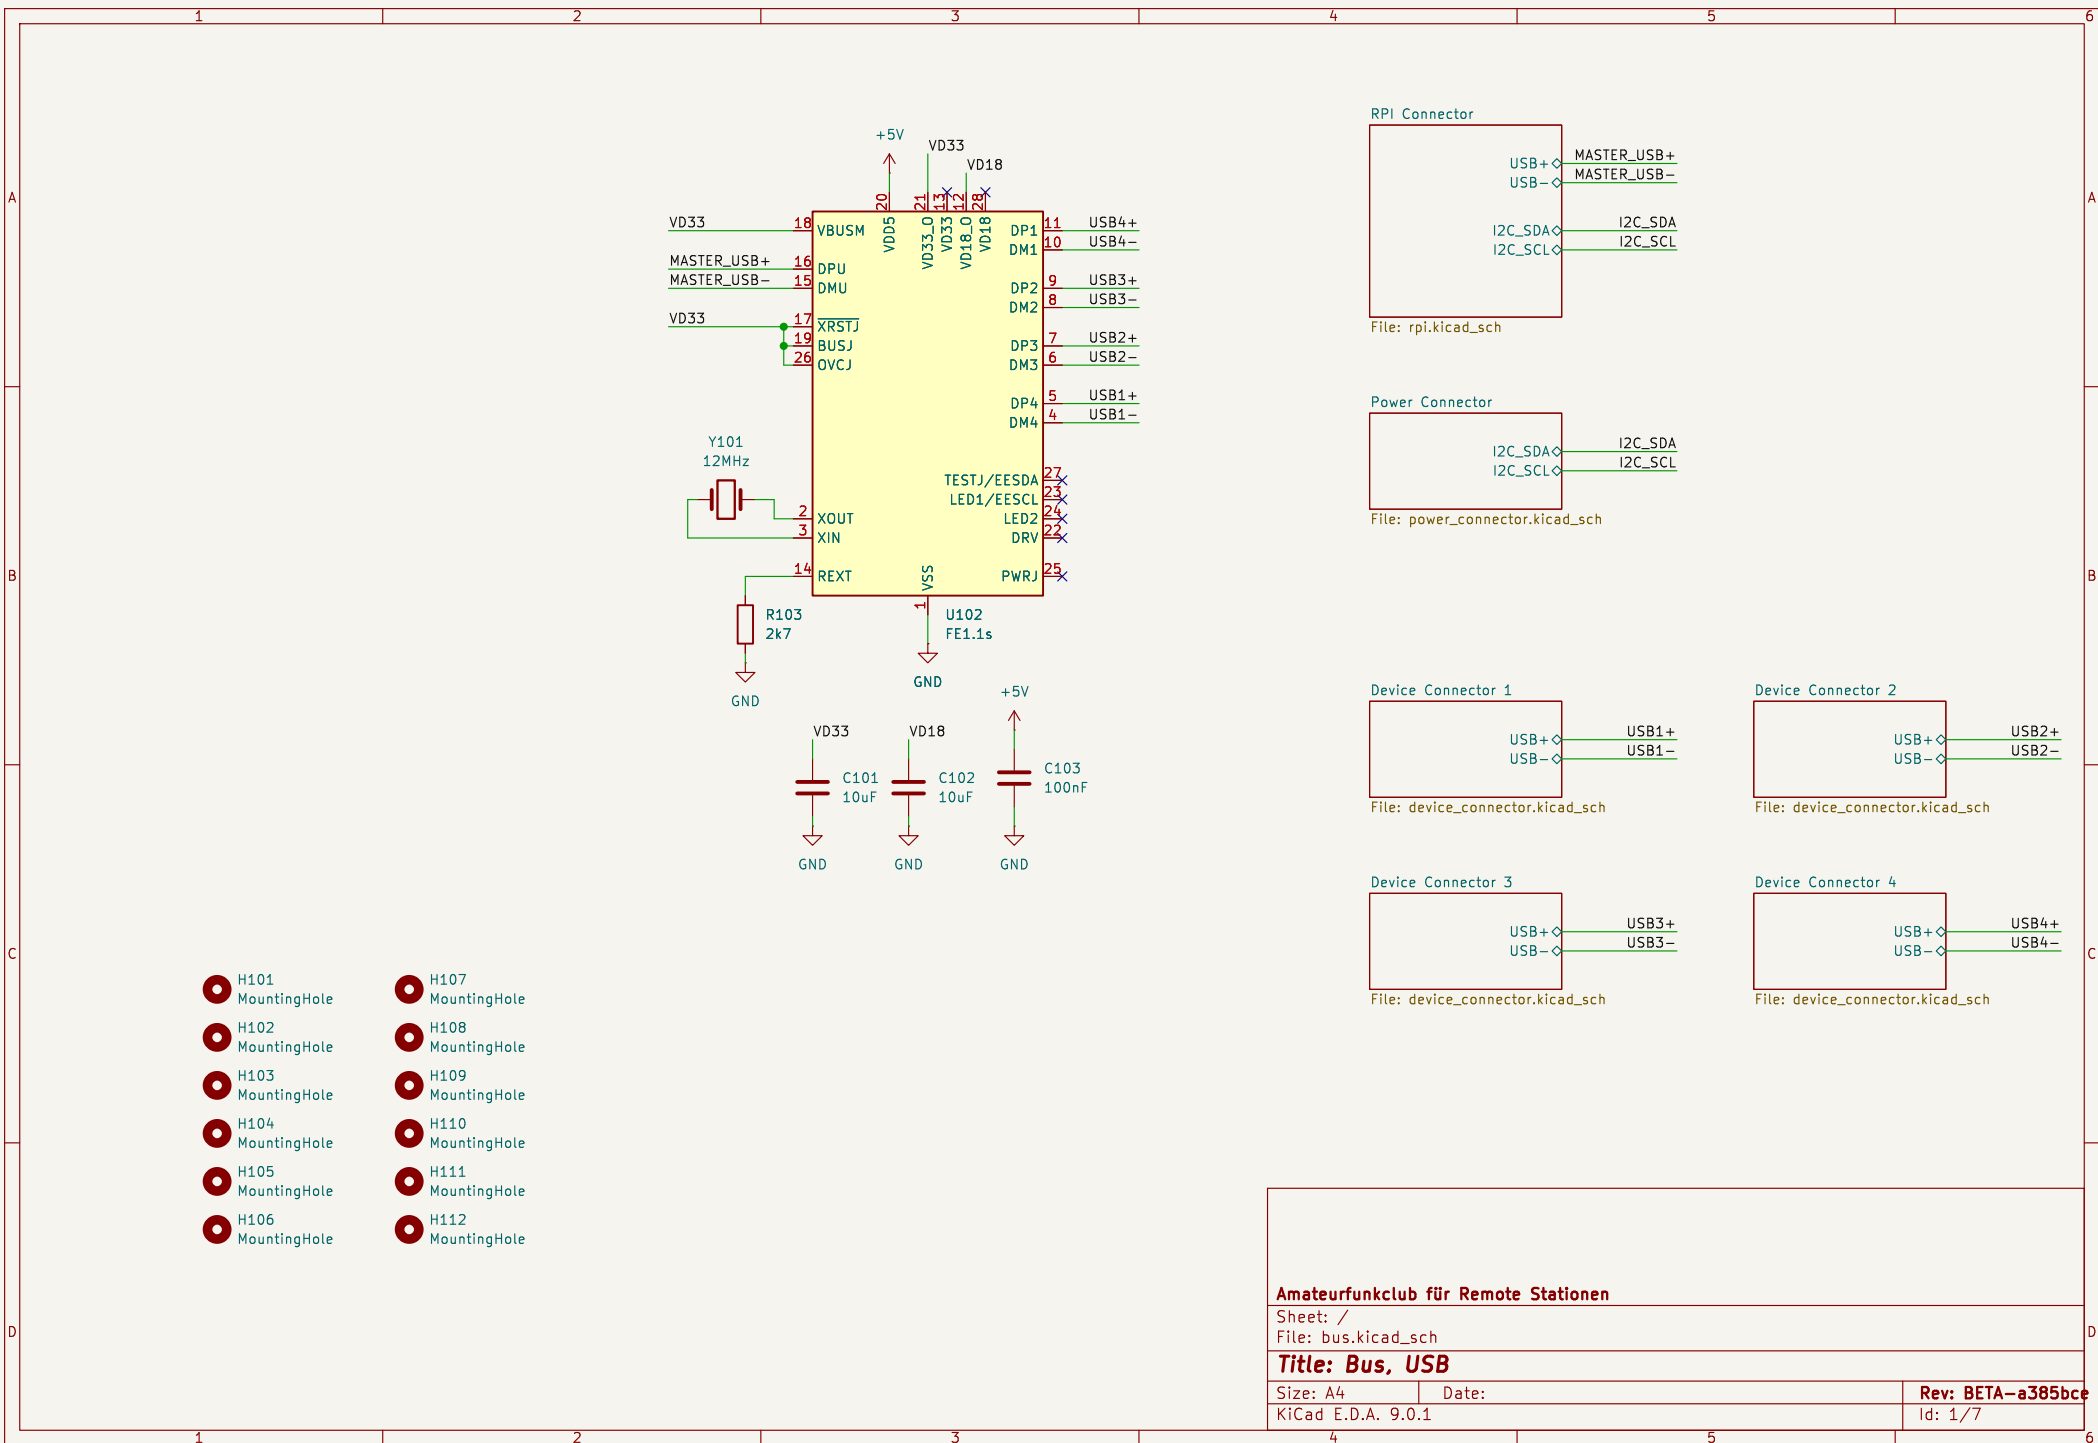 1 2 3 4 5 6
A
B
C
D
A
B
C
D
1 2 3 4 5 6
+5V
VD33
VD18
20
21
13
12
28
VDD5
VD33_O
VD33
VD18_O
VD18
VD33
18 VBUSM
MASTER_USB+
16 DPU
MASTER_USB-
15 DMU
VD33
17 XRSTJ
19 BUSJ
26 OVCJ
Y101
12MHz
2 XOUT
3 XIN
14 REXT
R103
2k7
GND
DP1 11 USB4+
DM1 10 USB4-
DP2 9 USB3+
DM2 8 USB3-
DP3 7 USB2+
DM3 6 USB2-
DP4 5 USB1+
DM4 4 USB1-
TESTJ/EESDA 27
LED1/EESCL 23
LED2 24
DRV 22
PWRJ 25
VSS
1
U102
FE1.1s
GND
VD33
C101
10uF
GND
VD18
C102
10uF
GND
+5V
C103
100nF
GND
RPI Connector
USB+ MASTER_USB+
USB- MASTER_USB-
I2C_SDA I2C_SDA
I2C_SCL I2C_SCL
File: rpi.kicad_sch
Power Connector
I2C_SDA I2C_SDA
I2C_SCL I2C_SCL
File: power_connector.kicad_sch
Device Connector 1
USB+ USB1+
USB- USB1-
File: device_connector.kicad_sch
Device Connector 2
USB+ USB2+
USB- USB2-
File: device_connector.kicad_sch
Device Connector 3
USB+ USB3+
USB- USB3-
File: device_connector.kicad_sch
Device Connector 4
USB+ USB4+
USB- USB4-
File: device_connector.kicad_sch
H101
MountingHole
H102
MountingHole
H103
MountingHole
H104
MountingHole
H105
MountingHole
H106
MountingHole
H107
MountingHole
H108
MountingHole
H109
MountingHole
H110
MountingHole
H111
MountingHole
H112
MountingHole
Amateurfunkclub für Remote Stationen
Sheet: /
File: bus.kicad_sch
Title: Bus, USB
Size: A4 Date: Rev: BETA-a385bce
KiCad E.D.A. 9.0.1 Id: 1/7